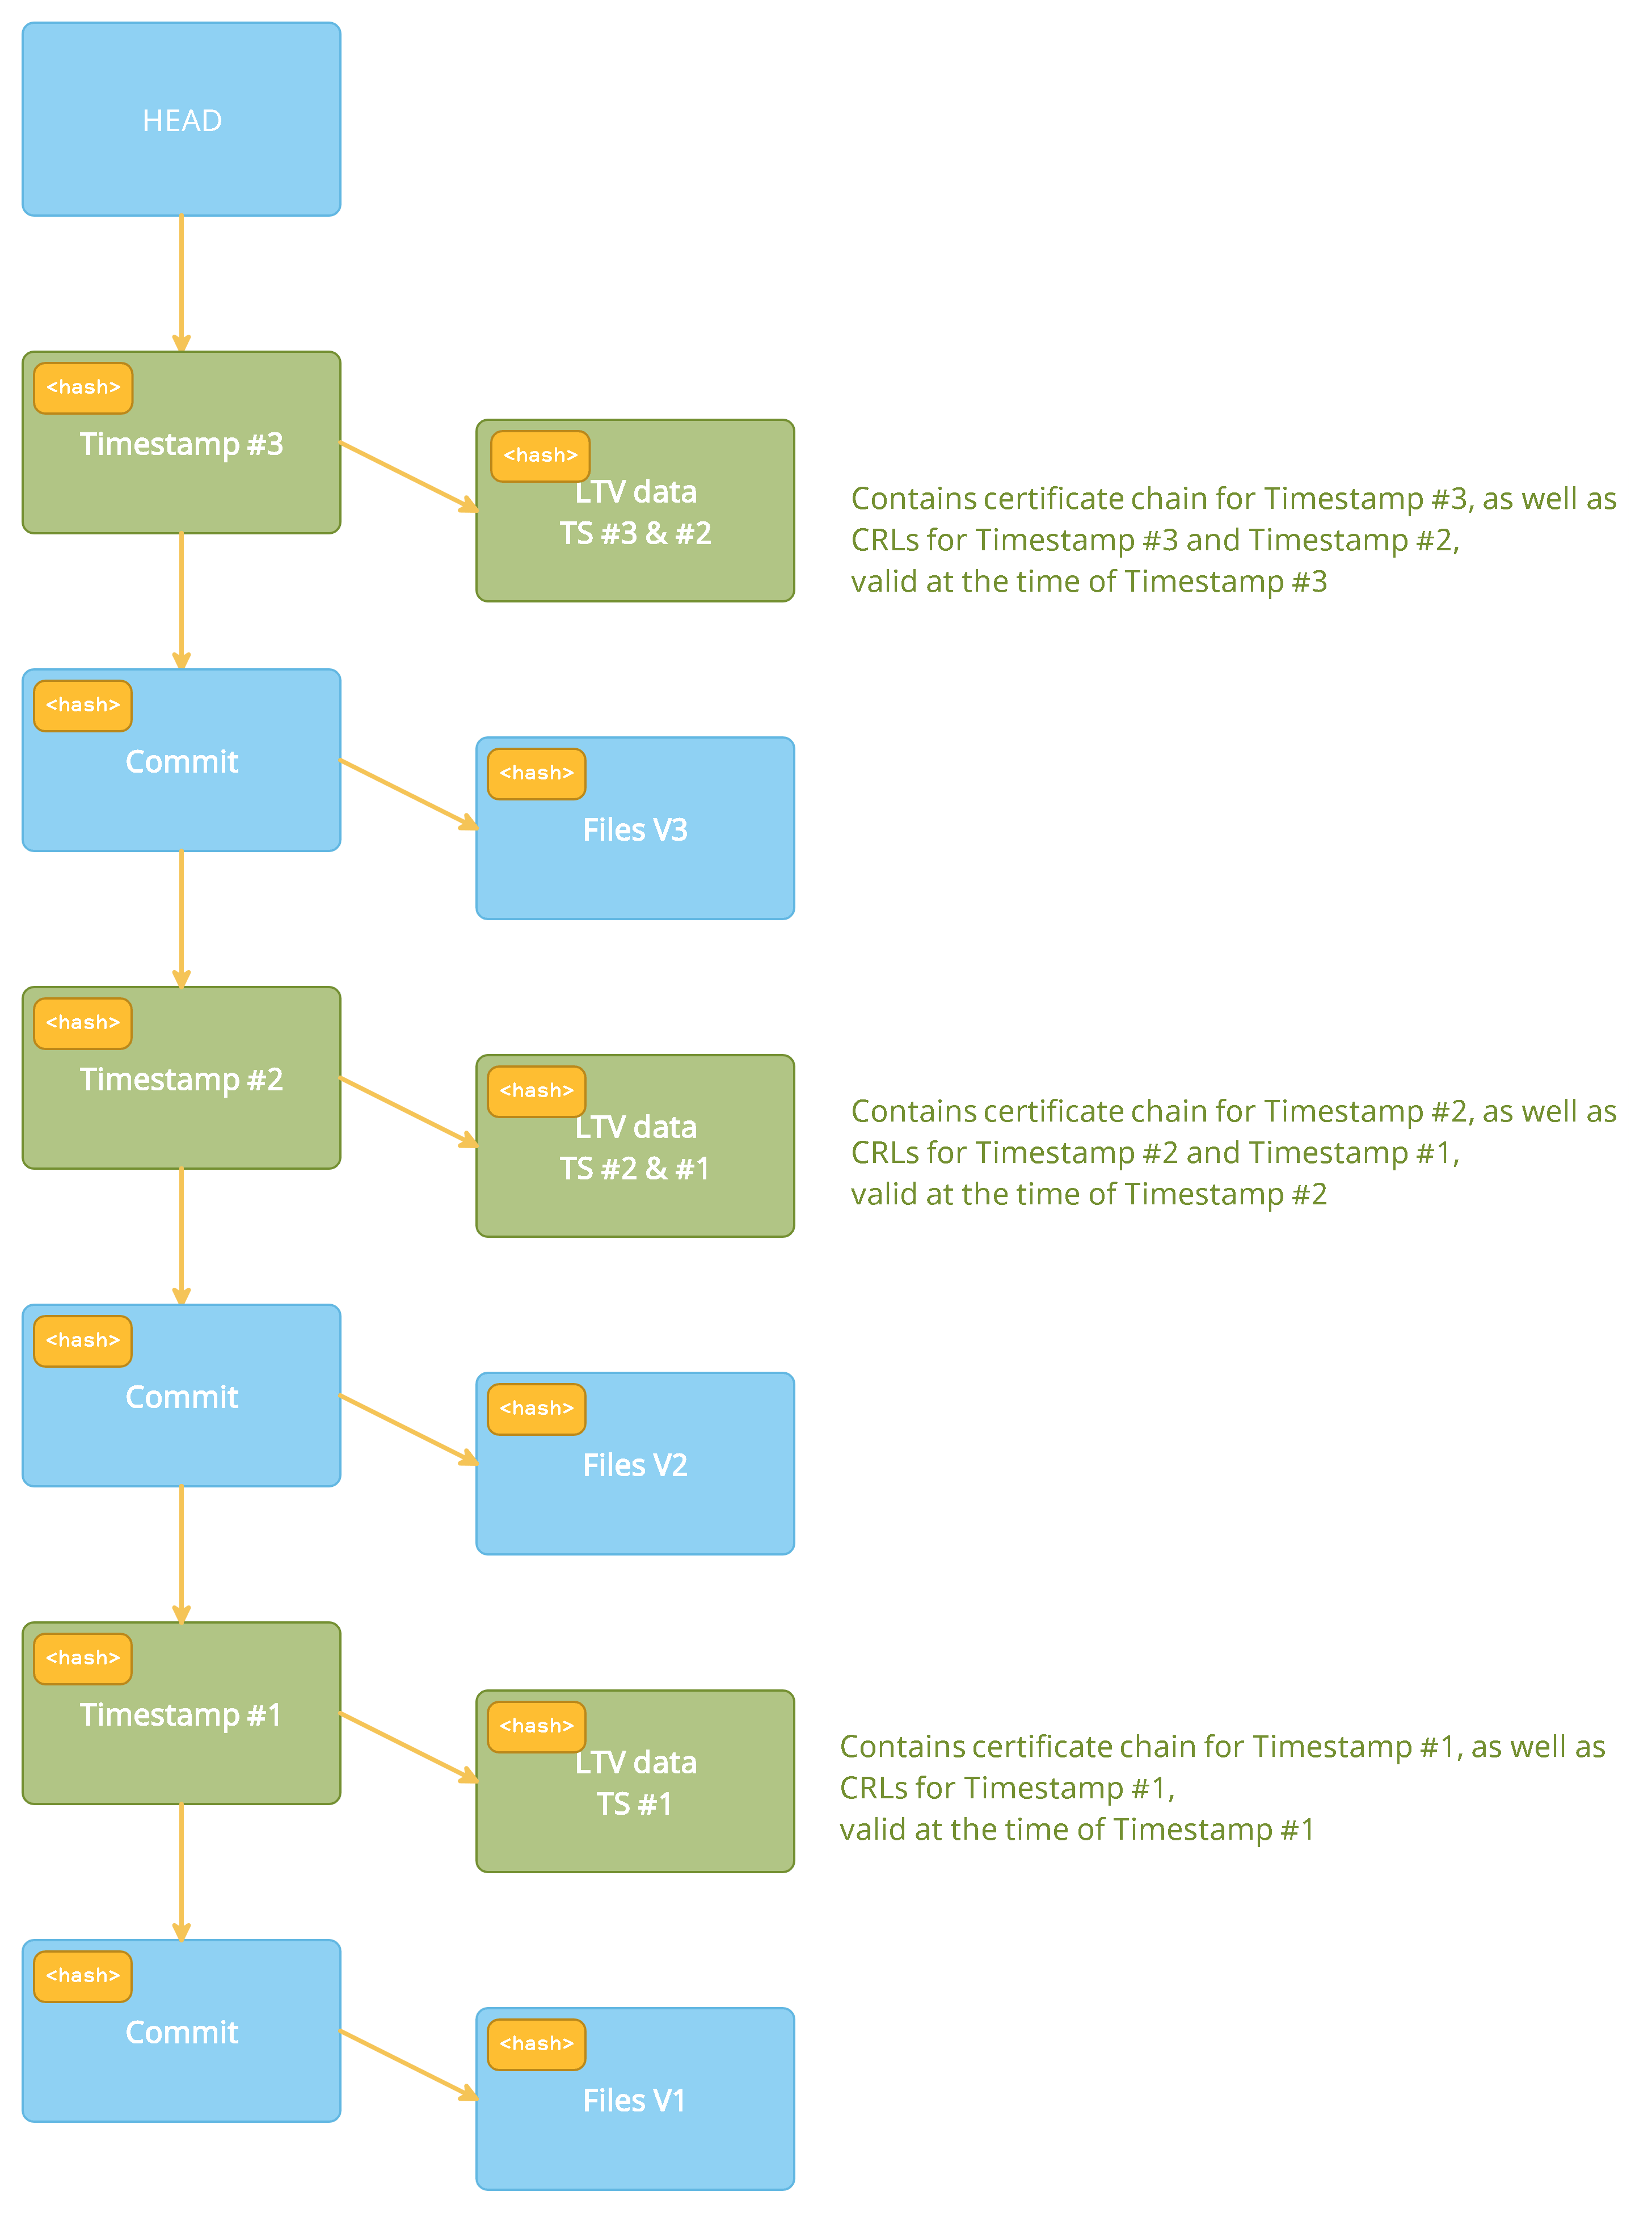 HEAD
<hash>
Timestamp #3
<hash>
LTV data
TS #3 & #2
Contains certificate chain for Timestamp #3, as well as
CRLs for Timestamp #3 and Timestamp #2,
valid at the time of Timestamp #3
<hash>
Commit
<hash>
Files V3
<hash>
Timestamp #2
<hash>
LTV data
TS #2 & #1
Contains certificate chain for Timestamp #2, as well as
CRLs for Timestamp #2 and Timestamp #1,
valid at the time of Timestamp #2
<hash>
Commit
<hash>
Files V2
<hash>
Timestamp #1
<hash>
LTV data
TS #1
Contains certificate chain for Timestamp #1, as well as
CRLs for Timestamp #1,
valid at the time of Timestamp #1
<hash>
Commit
<hash>
Files V1